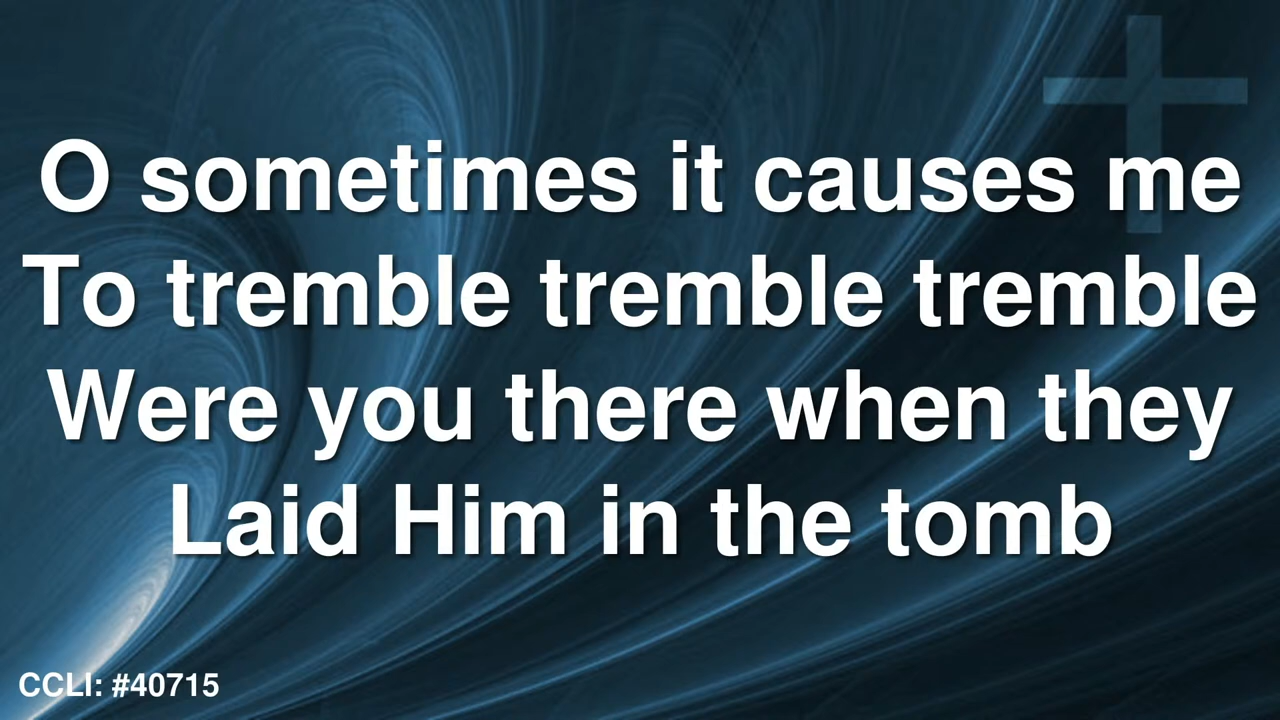 O sometimes it causes me
To tremble tremble tremble
Were you there when they
Laid Him in the tomb
CCLI: #40715